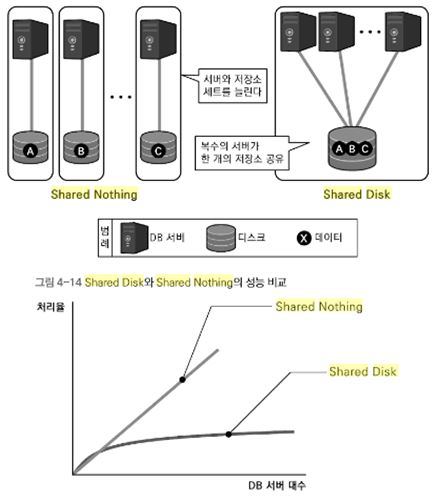 A
B
...
C
서버와 저장소
세트를 늘린다
Shared Nothing
...
복수의 서버가
한 개의 저장소 공유
A B C
Shared Disk
범례
DB 서버
디스크
X 데이터
그림 4-14 Shared Disk와 Shared Nothing의 성능 비교
처리율
Shared Nothing
Shared Disk
DB 서버 대수